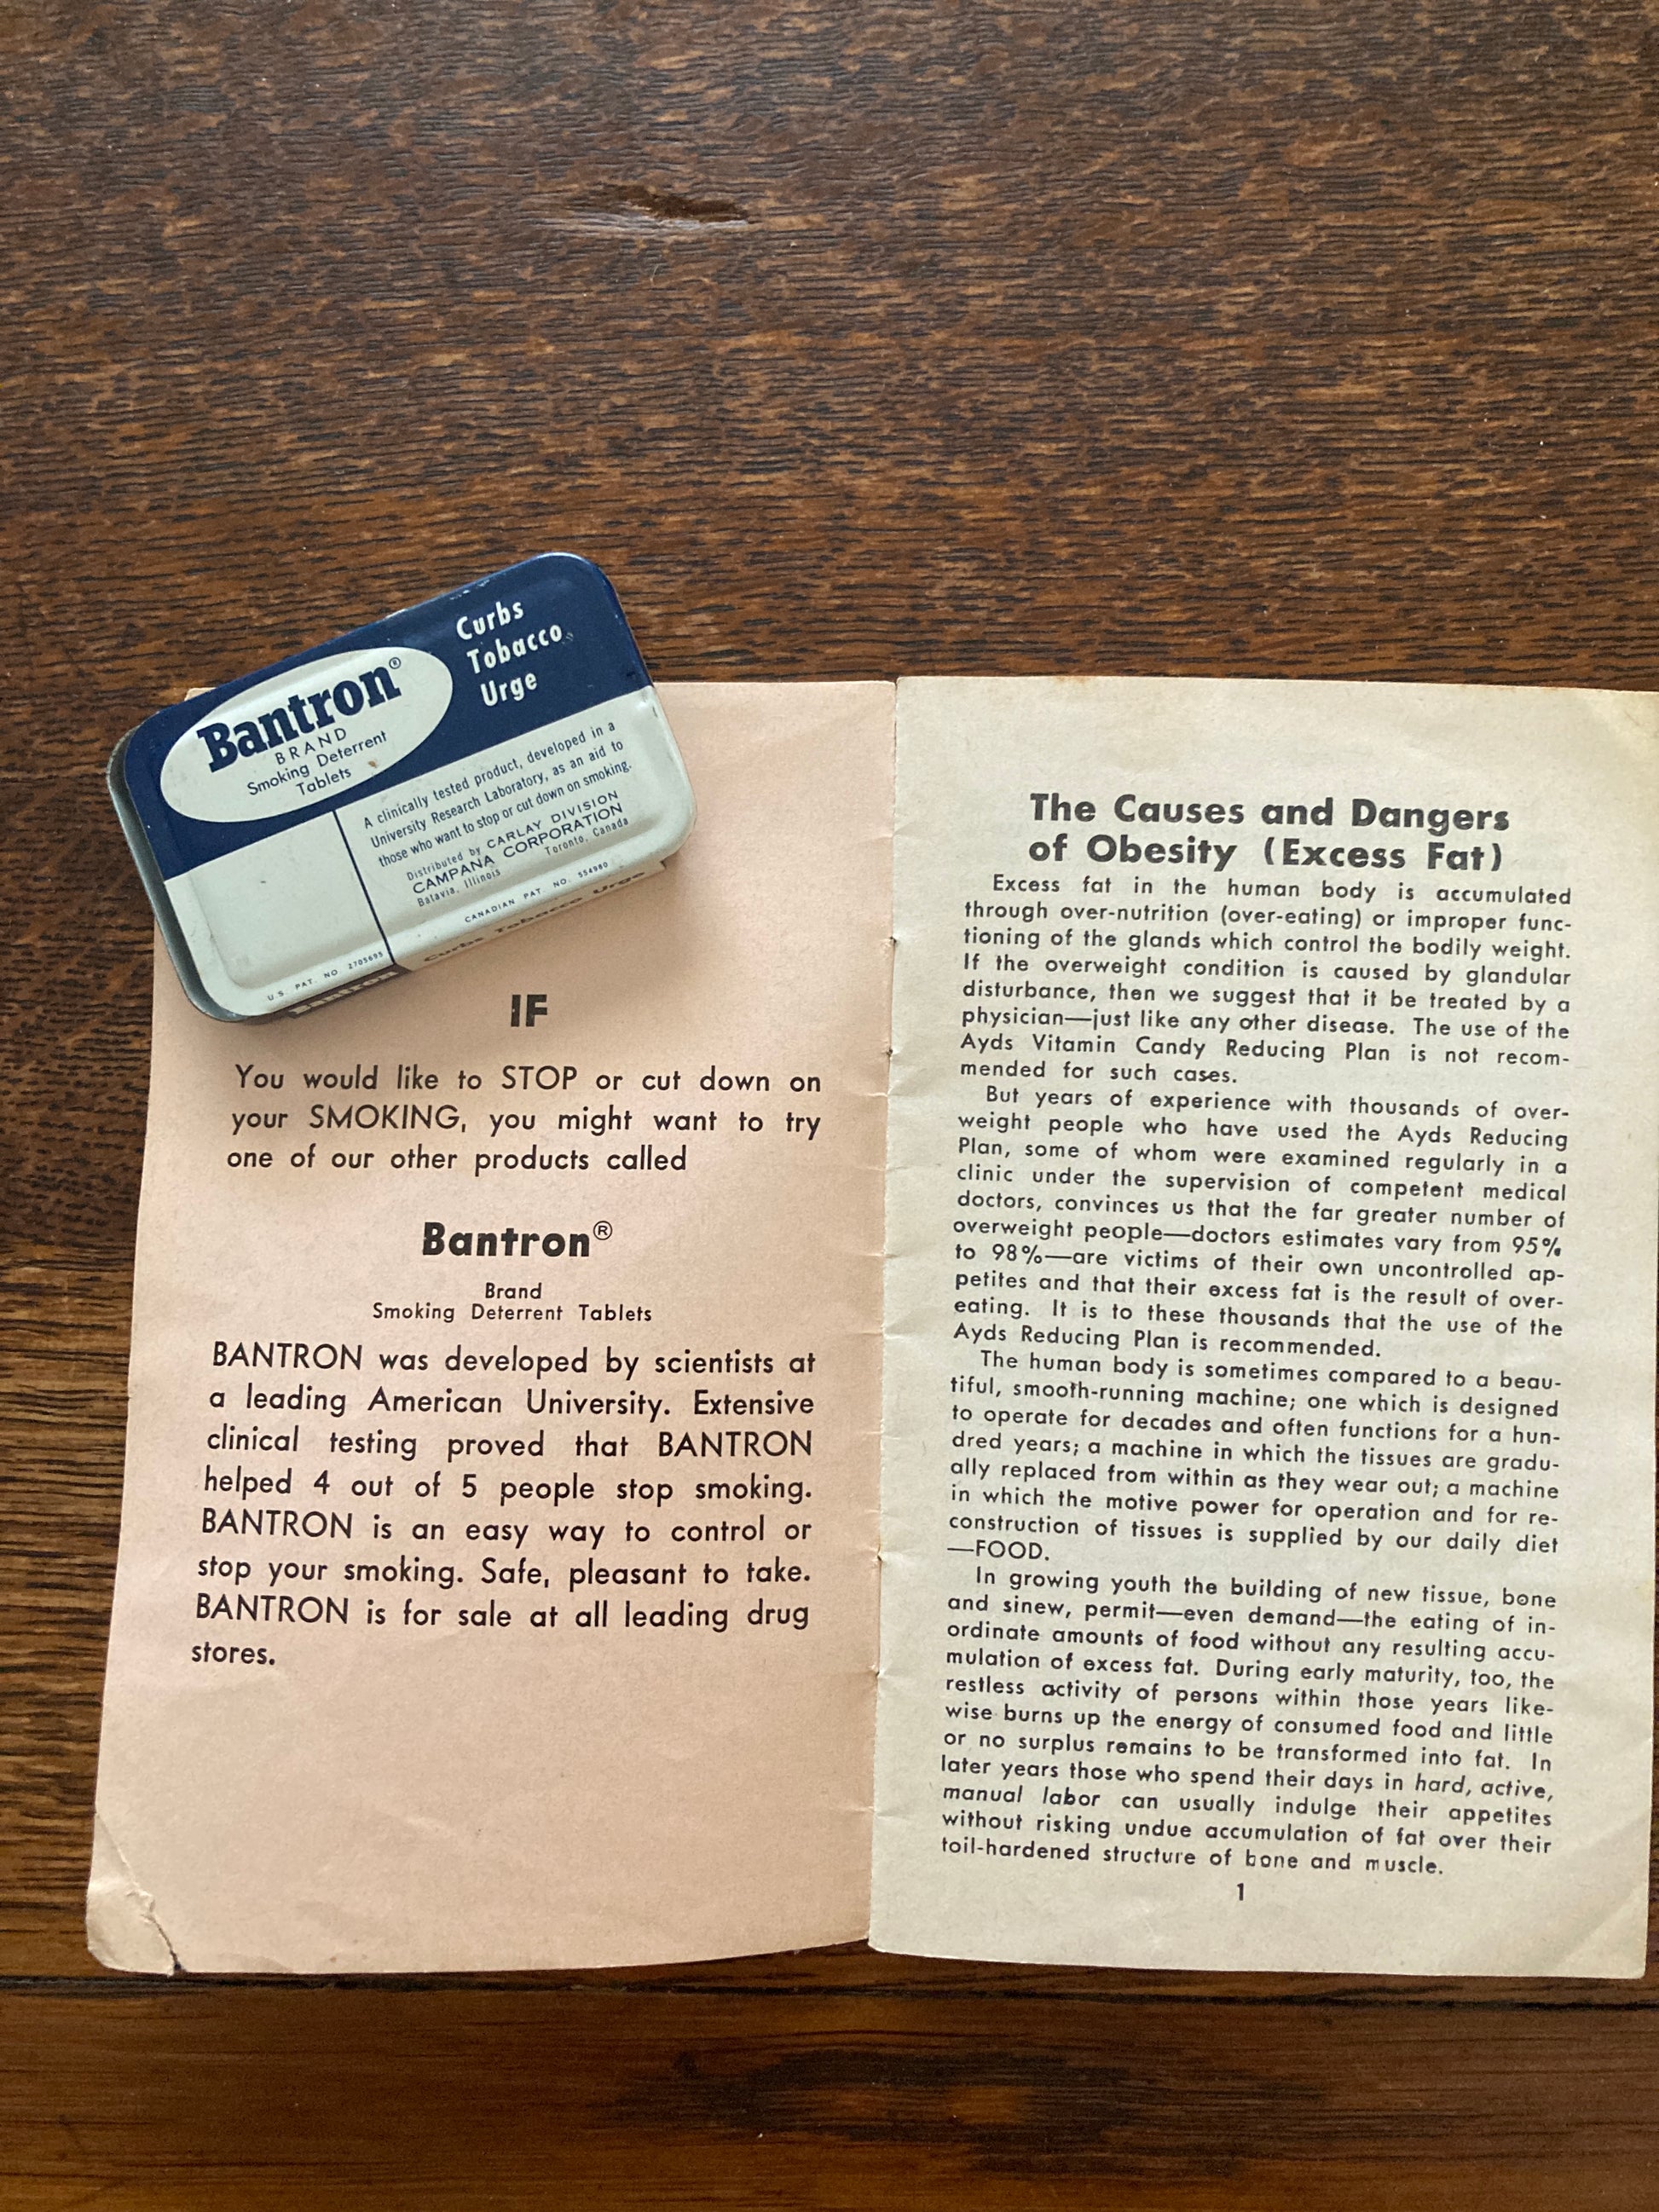 Bantron®
BRAND
Smoking Deterrent
Tablets
Curbs
Tobacco
Urge
A clinically tested product, developed in a
University Research Laboratory, as an aid to
those who want to stop or cut down on smoking.
Distributed by CARLAY DIVISION
CAMPANA CORPORATION
Batavia, Illinois Toronto, Canada
U.S. PAT. NO 2705695
CANADIAN PAT. NO. 554980
Bantron Curbs Tobacco Urge
IF
You would like to STOP or cut down on
your SMOKING, you might want to try
one of our other products called
Bantron®
Brand
Smoking Deterrent Tablets
BANTRON was developed by scientists at
a leading American University. Extensive
clinical testing proved that BANTRON
helped 4 out of 5 people stop smoking.
BANTRON is an easy way to control or
stop your smoking. Safe, pleasant to take.
BANTRON is for sale at all leading drug
stores.
The Causes and Dangers
of Obesity (Excess Fat)
Excess fat in the human body is accumulated
through over-nutrition (over-eating) or improper func-
tioning of the glands which control the bodily weight.
If the overweight condition is caused by glandular
disturbance, then we suggest that it be treated by a
physician—just like any other disease. The use of the
Ayds Vitamin Candy Reducing Plan is not recom-
mended for such cases.
But years of experience with thousands of over-
weight people who have used the Ayds Reducing
Plan, some of whom were examined regularly in a
clinic under the supervision of competent medical
doctors, convinces us that the far greater number of
overweight people—doctors estimates vary from 95%
to 98%—are victims of their own uncontrolled ap-
petites and that their excess fat is the result of over-
eating. It is to these thousands that the use of the
Ayds Reducing Plan is recommended.
The human body is sometimes compared to a beau-
tiful, smooth-running machine; one which is designed
to operate for decades and often functions for a hun-
dred years; a machine in which the tissues are gradu-
ally replaced from within as they wear out; a machine
in which the motive power for operation and for re-
construction of tissues is supplied by our daily diet
—FOOD.
In growing youth the building of new tissue, bone
and sinew, permit—even demand—the eating of in-
ordinate amounts of food without any resulting accu-
mulation of excess fat. During early maturity, too, the
restless activity of persons within those years like-
wise burns up the energy of consumed food and little
or no surplus remains to be transformed into fat. In
later years those who spend their days in hard, active,
manual labor can usually indulge their appetites
without risking undue accumulation of fat over their
toil-hardened structure of bone and muscle.
1